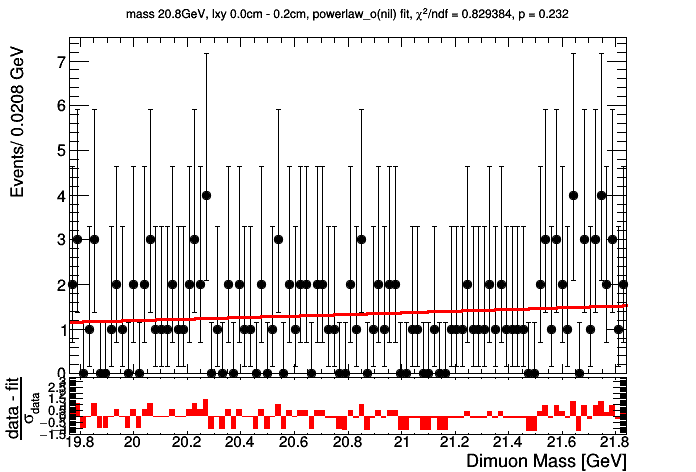 mass 20.8GeV, lxy 0.0cm - 0.2cm, powerlaw_o(nil) fit, χ²/ndf = 0.829384, p = 0.232
Events/ 0.0208 GeV
7
6
5
4
3
2
1
0
data - fit
σdata
19.8 20 20.2 20.4 20.6 20.8 21 21.2 21.4 21.6 21.8
Dimuon Mass [GeV]